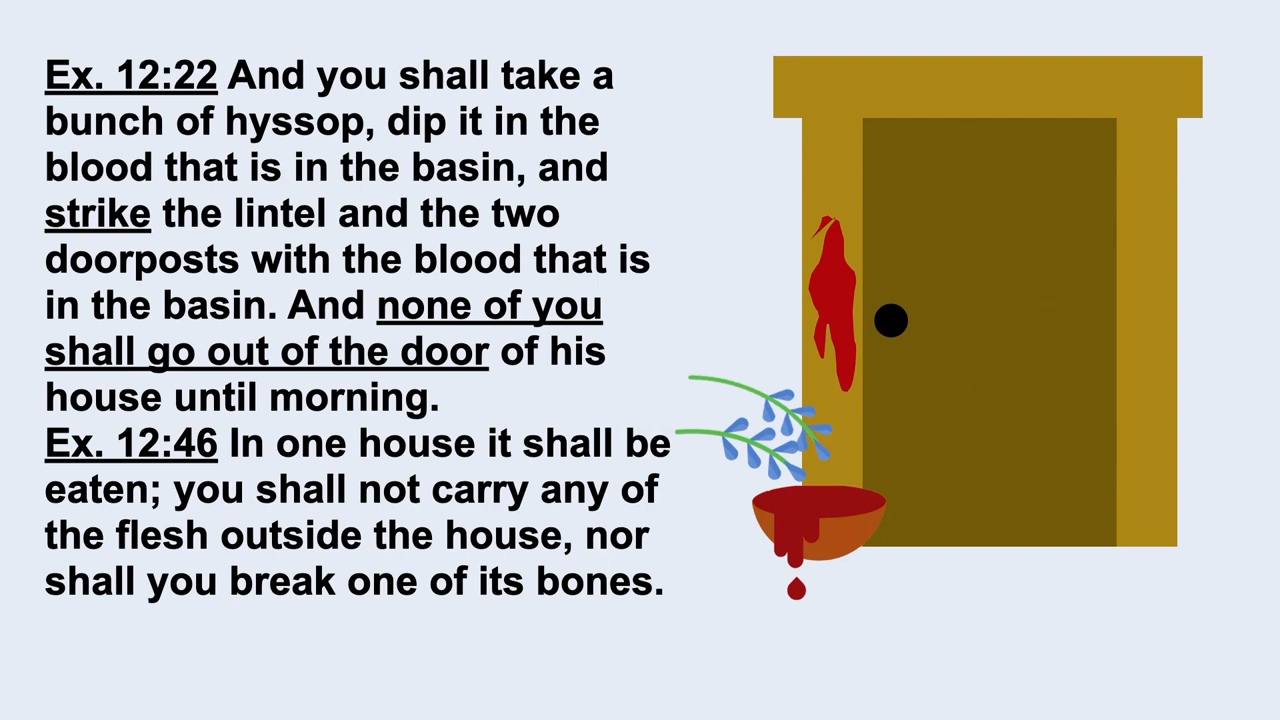 Ex. 12:22 And you shall take a
bunch of hyssop, dip it in the
blood that is in the basin, and
strike the lintel and the two
doorposts with the blood that is
in the basin. And none of you
shall go out of the door of his
house until morning.
Ex. 12:46 In one house it shall be
eaten; you shall not carry any of
the flesh outside the house, nor
shall you break one of its bones.